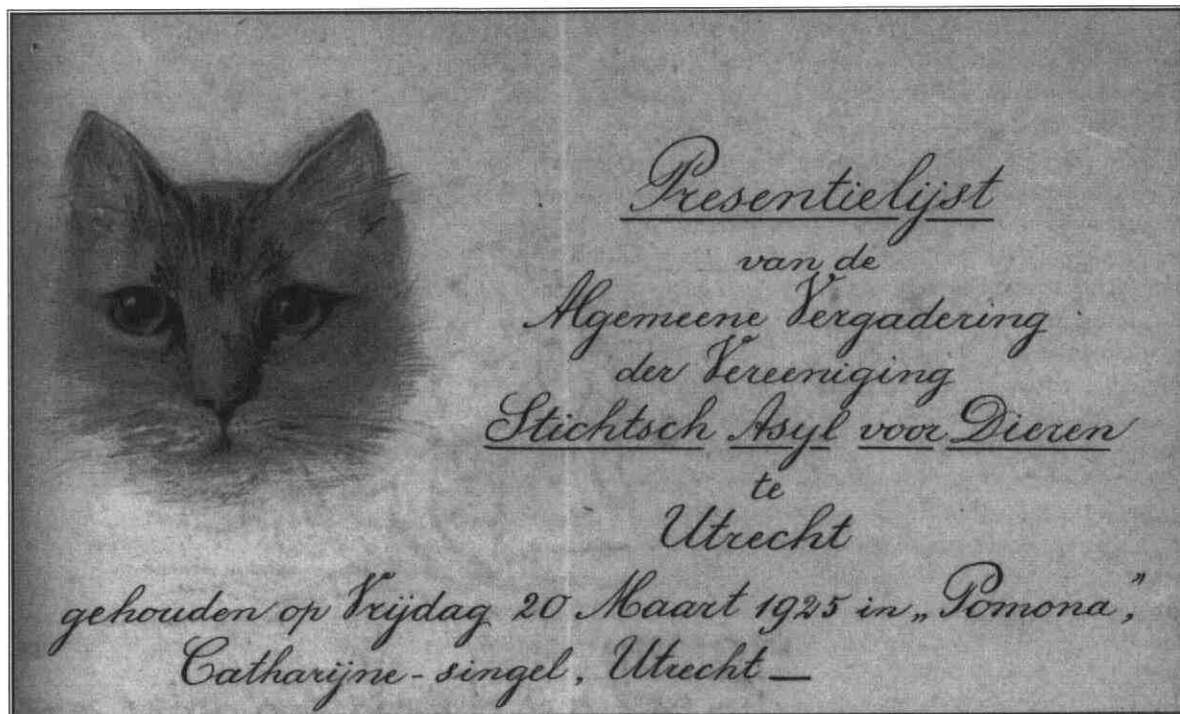 Presentielijst
van de
Algemeene Vergadering
der Vereeniging
Stichtsch Asyl voor Dieren
te
Utrecht
gehouden op Vrijdag 20 Maart 1925 in „Pomona”,
Catharijne-singel, Utrecht —